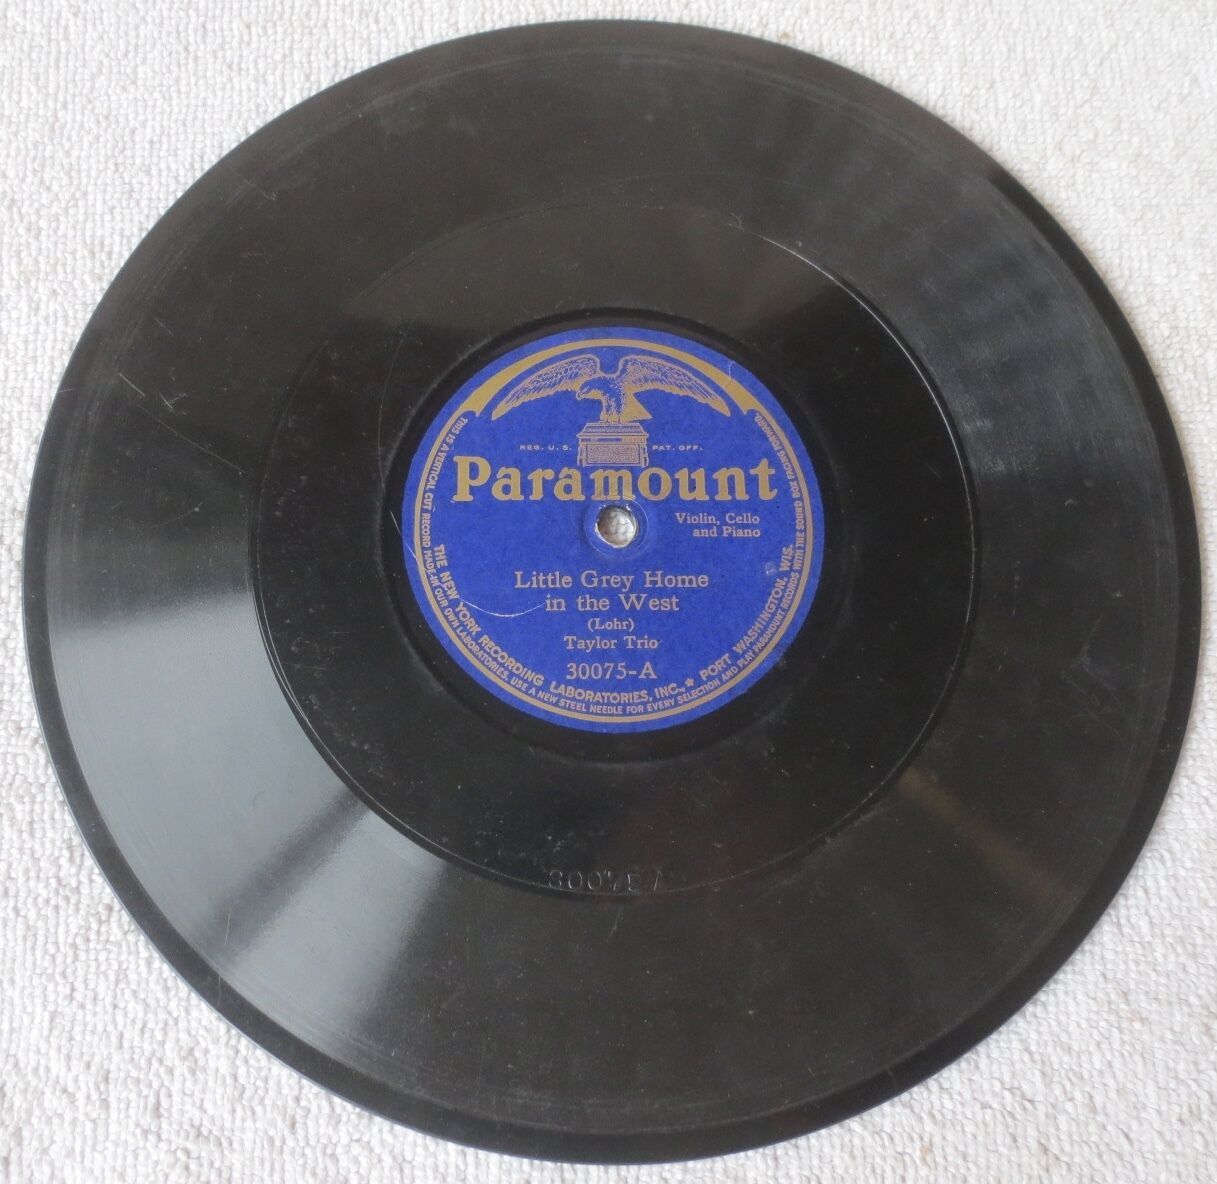 REG. U. S. PAT. OFF.
Paramount
Violin, Cello
and Piano
Little Grey Home
in the West
(Lohr)
Taylor Trio
30075-A
THE NEW YORK RECORDING LABORATORIES, INC., ★ PORT WASHINGTON, WIS.
THIS IS A VERTICAL CUT RECORD MADE IN OUR OWN LABORATORIES. USE A NEW STEEL NEEDLE FOR EVERY SELECTION AND PLAY PARAMOUNT RECORDS WITH THE SOUND BOX FACING FORWARD.